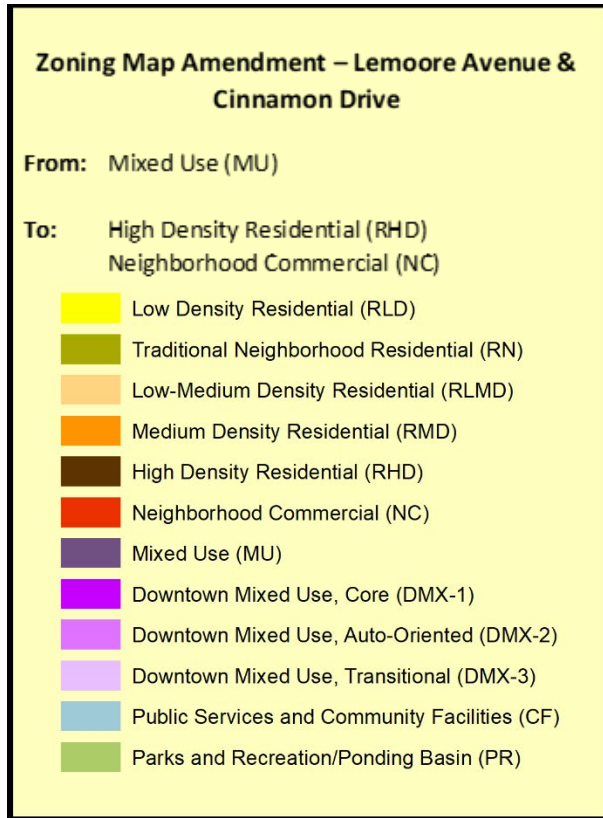 Zoning Map Amendment – Lemoore Avenue &
Cinnamon Drive
From: Mixed Use (MU)
To: High Density Residential (RHD)
Neighborhood Commercial (NC)
Low Density Residential (RLD)
Traditional Neighborhood Residential (RN)
Low-Medium Density Residential (RLMD)
Medium Density Residential (RMD)
High Density Residential (RHD)
Neighborhood Commercial (NC)
Mixed Use (MU)
Downtown Mixed Use, Core (DMX-1)
Downtown Mixed Use, Auto-Oriented (DMX-2)
Downtown Mixed Use, Transitional (DMX-3)
Public Services and Community Facilities (CF)
Parks and Recreation/Ponding Basin (PR)